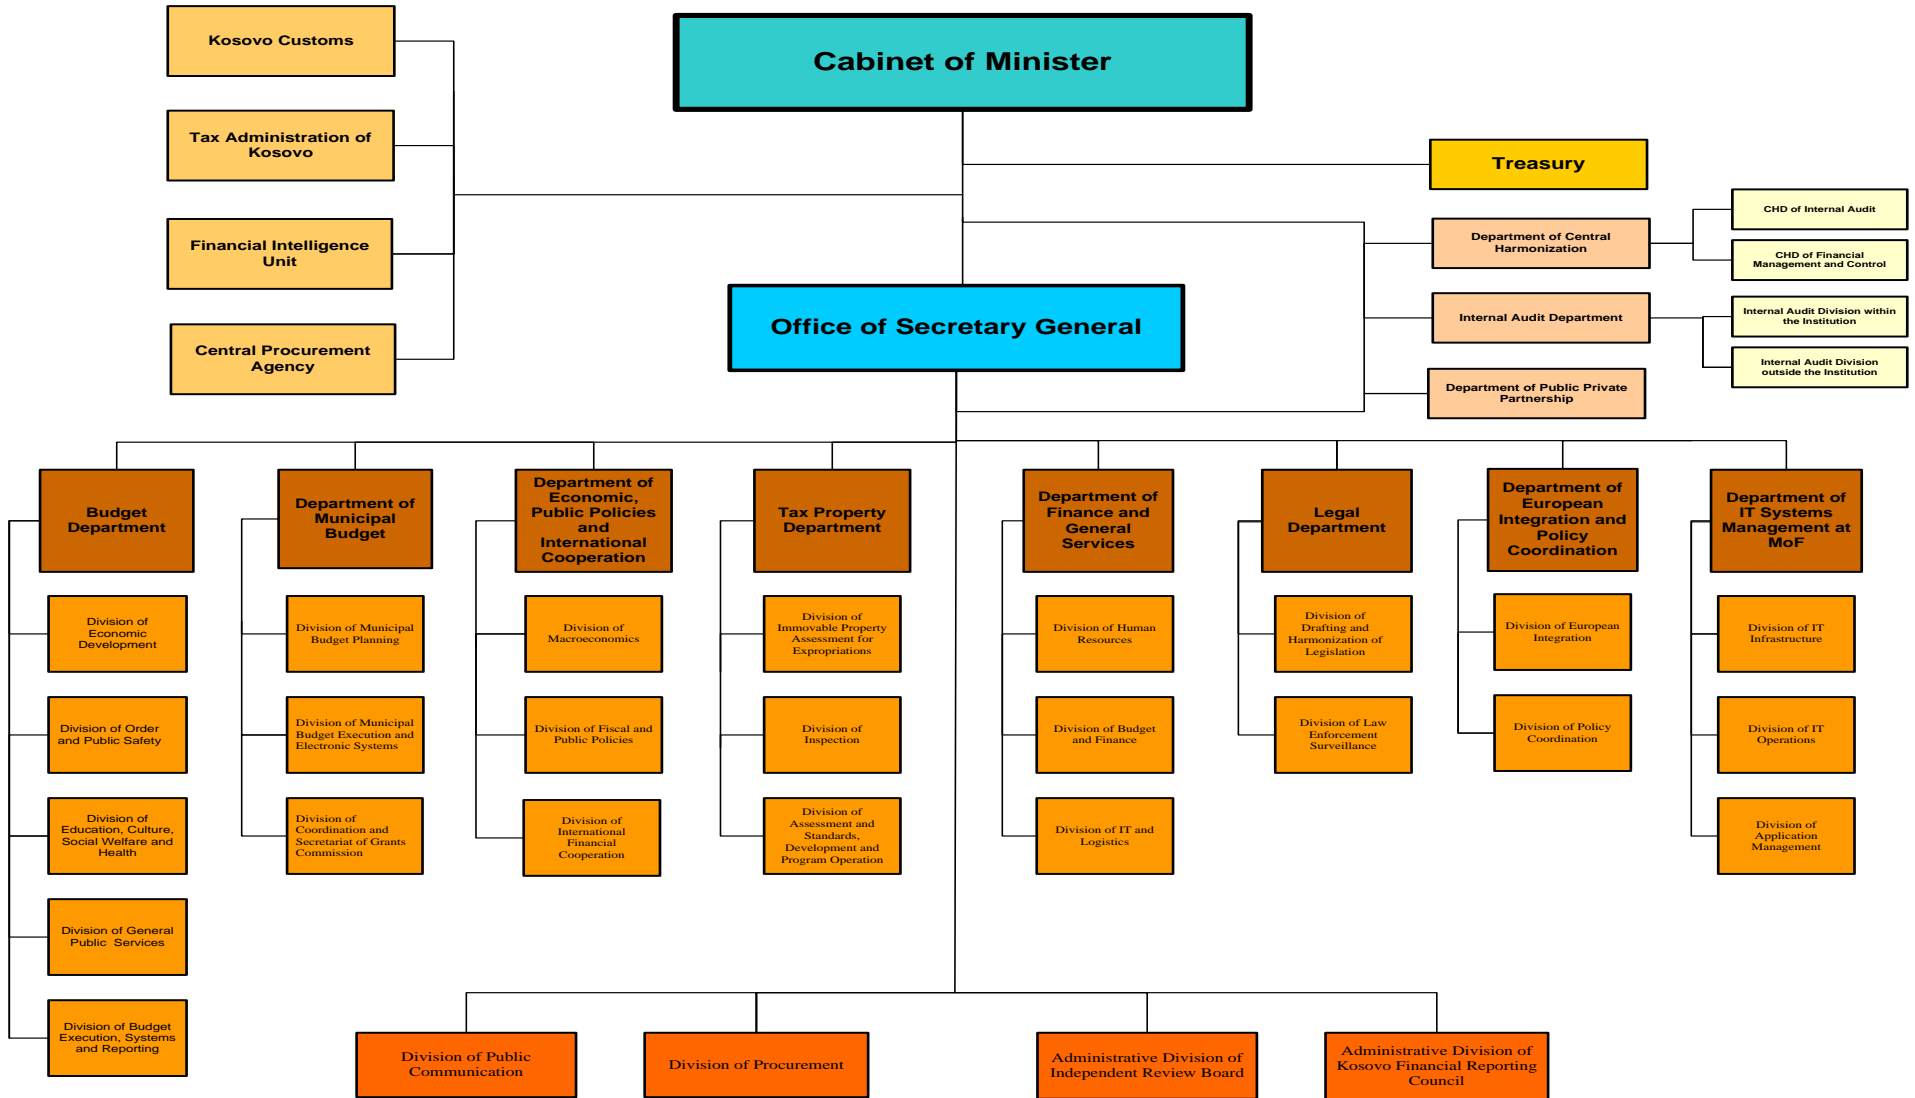 Kosovo Customs
Cabinet of Minister
Tax Administration of
Kosovo
Treasury
CHD of Internal Audit
Financial Intelligence
Unit
Department of Central
Harmonization
CHD of Financial
Management and Control
Office of Secretary General
Internal Audit Department
Internal Audit Division within
the Institution
Central Procurement
Agency
Internal Audit Division
outside the Institution
Department of Public Private
Partnership
Budget
Department
Department of
Municipal
Budget
Department of
Economic,
Public Policies
and
International
Cooperation
Tax Property
Department
Department of
Finance and
General
Services
Legal
Department
Department of
European
Integration and
Policy
Coordination
Department of
IT Systems
Management at
MoF
Division of
Economic
Development
Division of Municipal
Budget Planning
Division of
Macroeconomics
Division of
Immovable Property
Assessment for
Expropriations
Division of Human
Resources
Division of
Drafting and
Harmonization of
Legislation
Division of European
Integration
Division of IT
Infrastructure
Division of Order
and Public Safety
Division of Municipal
Budget Execution and
Electronic Systems
Division of Fiscal and
Public Policies
Division of
Inspection
Division of Budget
and Finance
Division of Law
Enforcement
Surveillance
Division of Policy
Coordination
Division of IT
Operations
Division of
Education, Culture,
Social Welfare and
Health
Division of
Coordination and
Secretariat of Grants
Commission
Division of
International
Financial
Cooperation
Division of
Assessment and
Standards,
Development and
Program Operation
Division of IT and
Logistics
Division of
Application
Management
Division of General
Public Services
Division of Budget
Execution, Systems
and Reporting
Division of Public
Communication
Division of Procurement
Administrative Division of
Independent Review Board
Administrative Division of
Kosovo Financial Reporting
Council